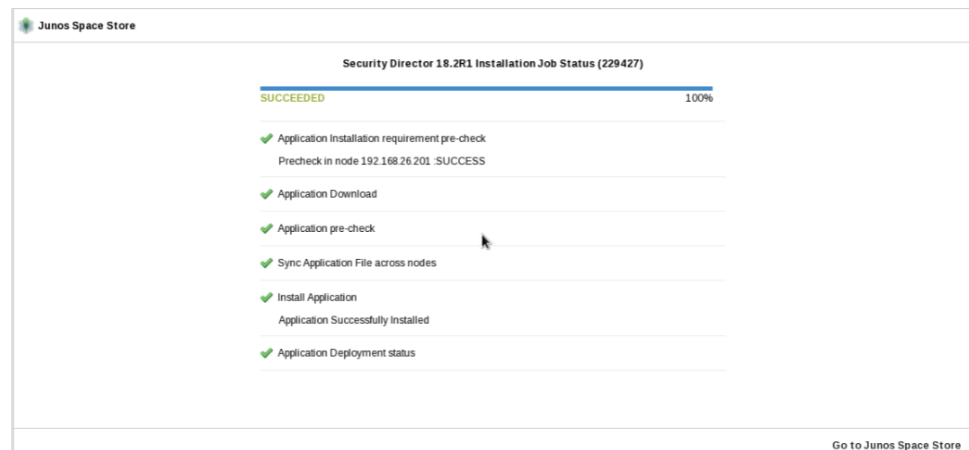 Junos Space Store
Security Director 18.2R1 Installation Job Status (229427)
SUCCEEDED 100%
Application Installation requirement pre-check
Precheck in node 192.168.26.201 :SUCCESS
Application Download
Application pre-check
Sync Application File across nodes
Install Application
Application Successfully Installed
Application Deployment status
Go to Junos Space Store